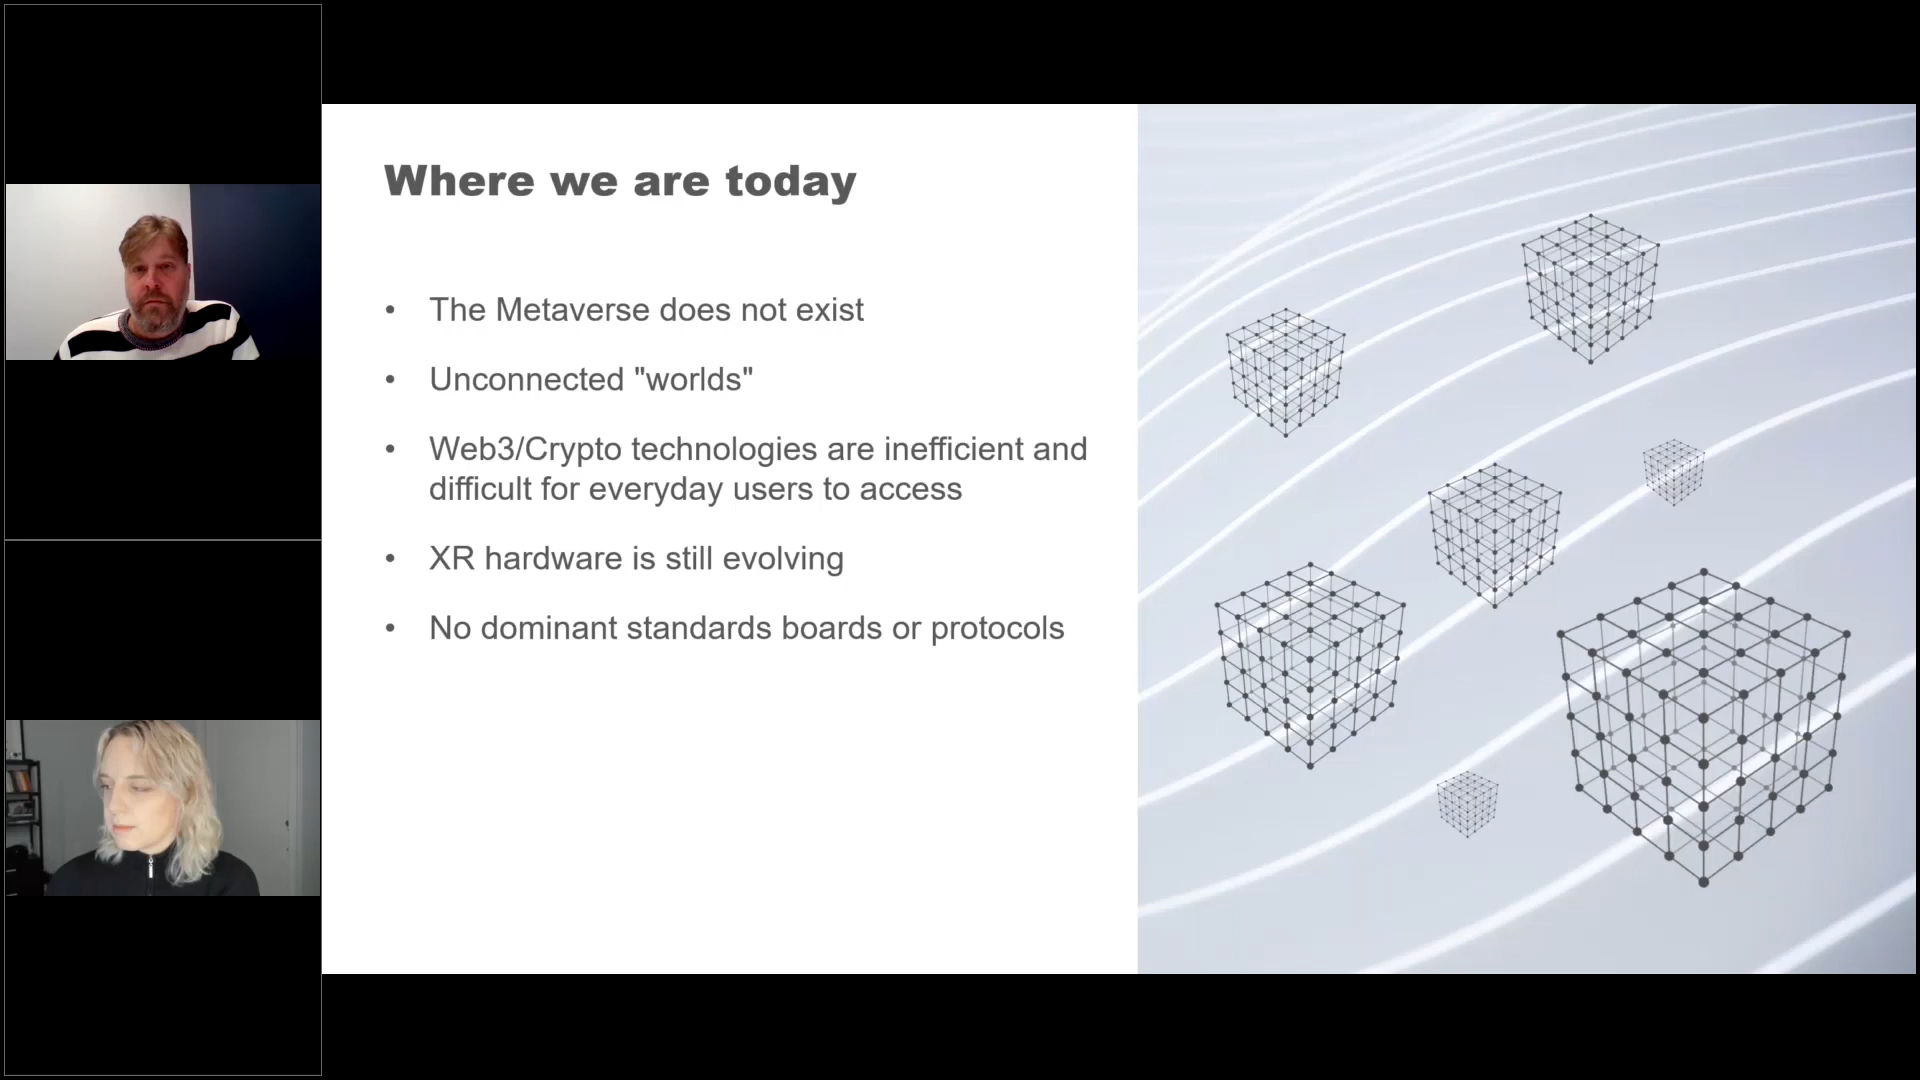 Where we are today
• The Metaverse does not exist
• Unconnected "worlds"
• Web3/Crypto technologies are inefficient and
difficult for everyday users to access
• XR hardware is still evolving
• No dominant standards boards or protocols